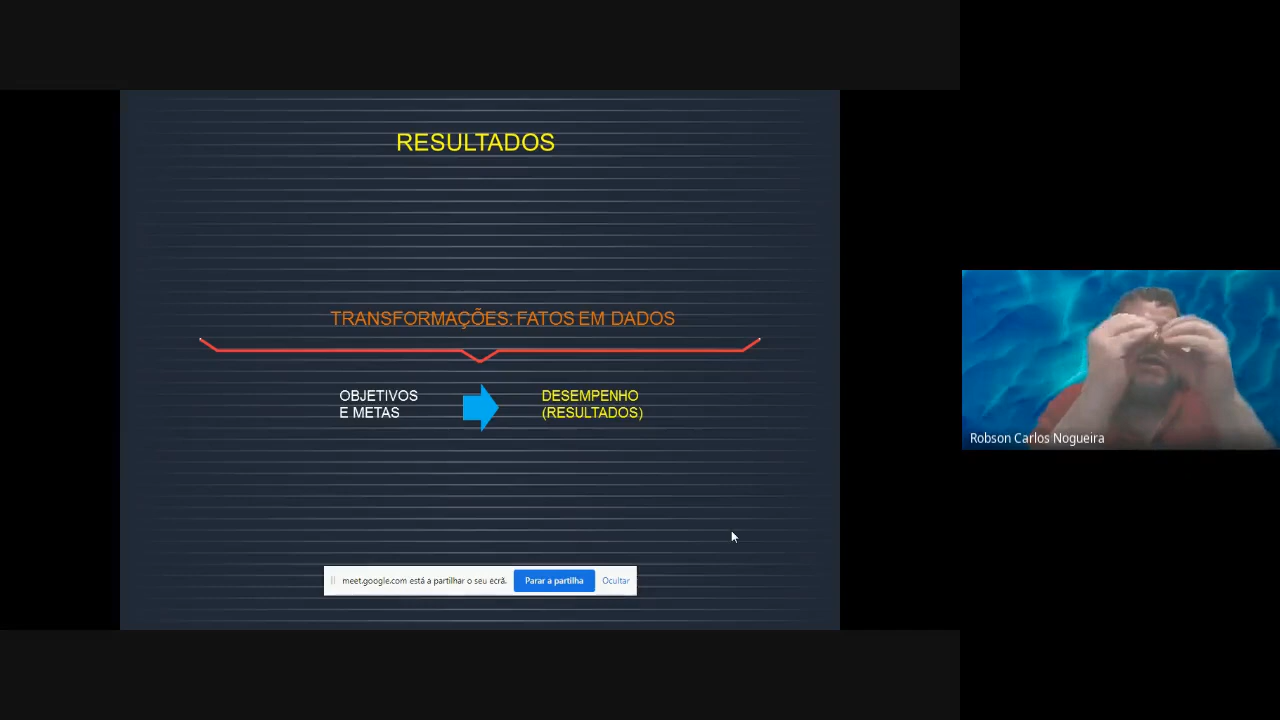 RESULTADOS
TRANSFORMAÇÕES: FATOS EM DADOS
OBJETIVOS
E METAS
DESEMPENHO
(RESULTADOS)
meet.google.com está a partilhar o seu ecrã.
Parar a partilha
Ocultar
Robson Carlos Nogueira